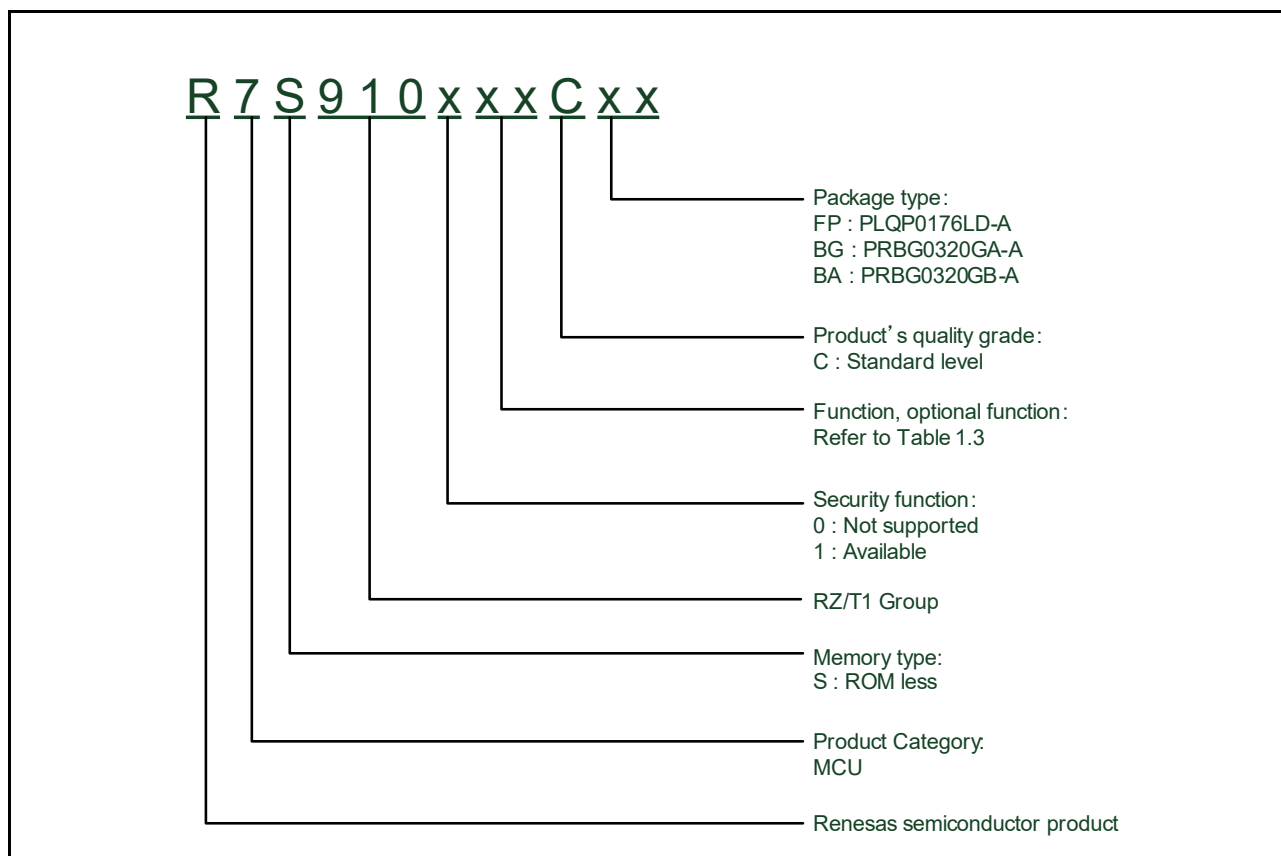 R 7 S 9 1 0 x x x C x x
Package type:
FP : PLQP0176LD-A
BG : PRBG0320GA-A
BA : PRBG0320GB-A
Product’s quality grade:
C : Standard level
Function, optional function:
Refer to Table 1.3
Security function:
0 : Not supported
1 : Available
RZ/T1 Group
Memory type:
S : ROM less
Product Category:
MCU
Renesas semiconductor product